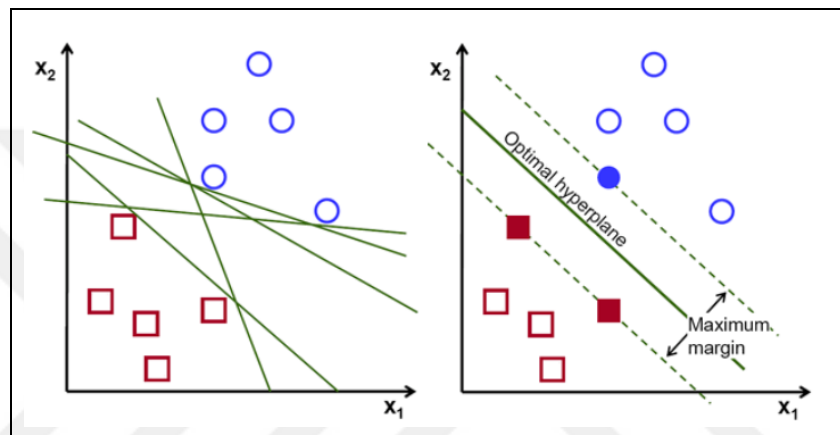 X₂
X₁
X₂
Optimal hyperplane
Maximum
margin
X₁